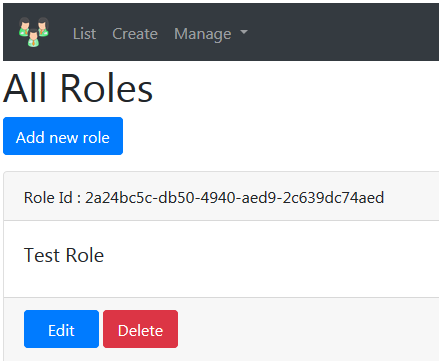 List Create Manage
All Roles
Add new role
Role Id : 2a24bc5c-db50-4940-aed9-2c639dc74aed
Test Role
Edit Delete